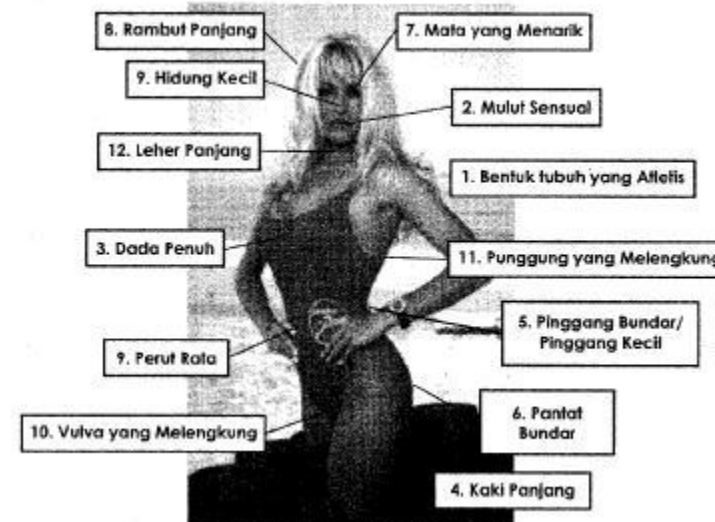 8. Rambut Panjang
7. Mata yang Menarik
9. Hidung Kecil
2. Mulut Sensual
12. Leher Panjang
1. Bentuk tubuh yang Atletis
3. Dada Penuh
11. Punggung yang Melengkung
5. Pinggang Bundar/
Pinggang Kecil
9. Perut Rata
6. Pantat
Bundar
10. Vulva yang Melengkung
4. Kaki Panjang